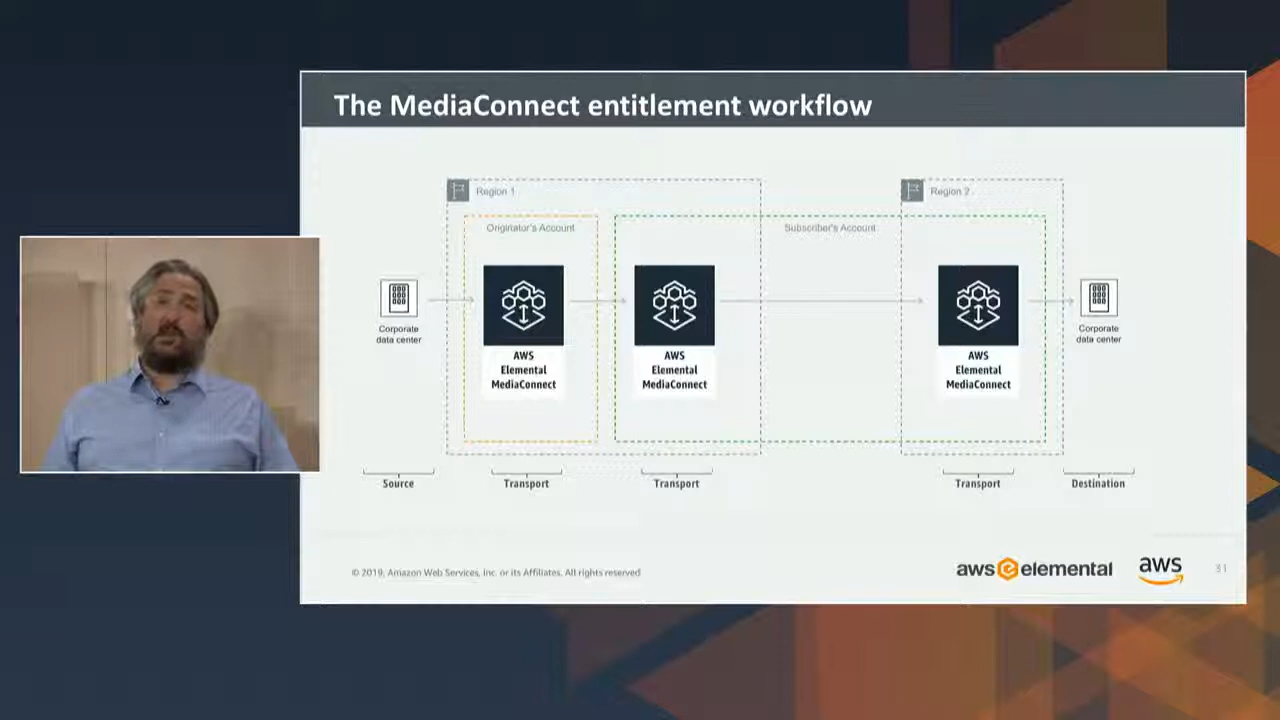 The MediaConnect entitlement workflow
Region 1
Region 2
Originator's Account
Subscriber's Account
Corporate
data center
AWS
Elemental
MediaConnect
AWS
Elemental
MediaConnect
AWS
Elemental
MediaConnect
Corporate
data center
Source
Transport
Transport
Transport
Destination
© 2019, Amazon Web Services, Inc. or its Affiliates. All rights reserved
aws elemental
aws
31